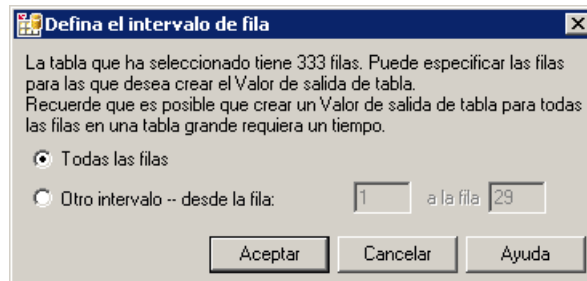 Defina el intervalo de fila
La tabla que ha seleccionado tiene 333 filas. Puede especificar las filas
para las que desea crear el Valor de salida de tabla.
Recuerde que es posible que crear un Valor de salida de tabla para todas
las filas en una tabla grande requiera un tiempo.
Todas las filas
Otro intervalo -- desde la fila: 1 a la fila 29
Aceptar Cancelar Ayuda